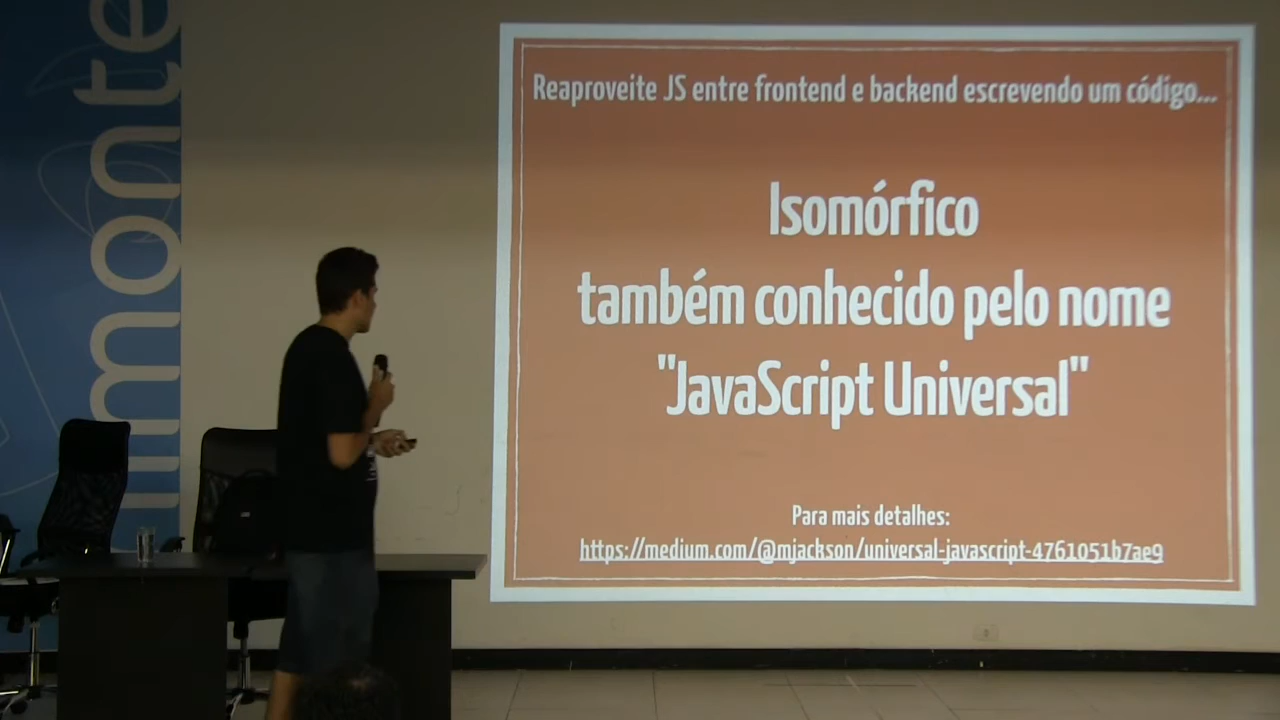 imonte
Reaproveite JS entre frontend e backend escrevendo um código...
Isomórfico
também conhecido pelo nome
"JavaScript Universal"
Para mais detalhes:
https://medium.com/@mjackson/universal-javascript-4761051b7ae9